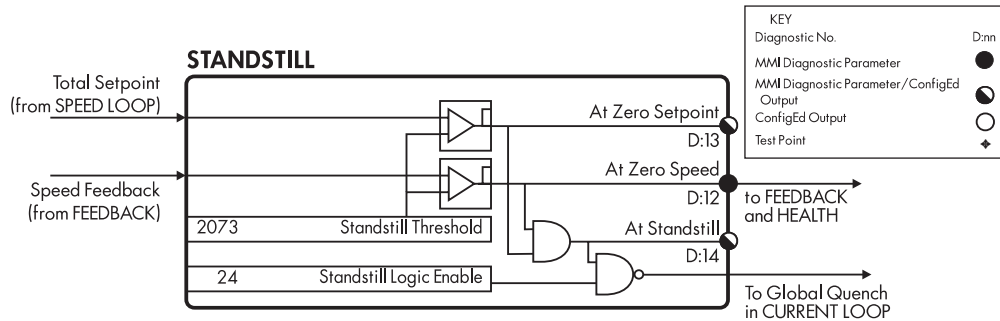 STANDSTILL
Total Setpoint
(from SPEED LOOP)
Speed Feedback
(from FEEDBACK)
2073 Standstill Threshold
24 Standstill Logic Enable
At Zero Setpoint
D:13
At Zero Speed
D:12
At Standstill
D:14
to FEEDBACK
and HEALTH
To Global Quench
in CURRENT LOOP
KEY
Diagnostic No. D:nn
MMI Diagnostic Parameter
MMI Diagnostic Parameter/ConfigEd
Output
ConfigEd Output
Test Point